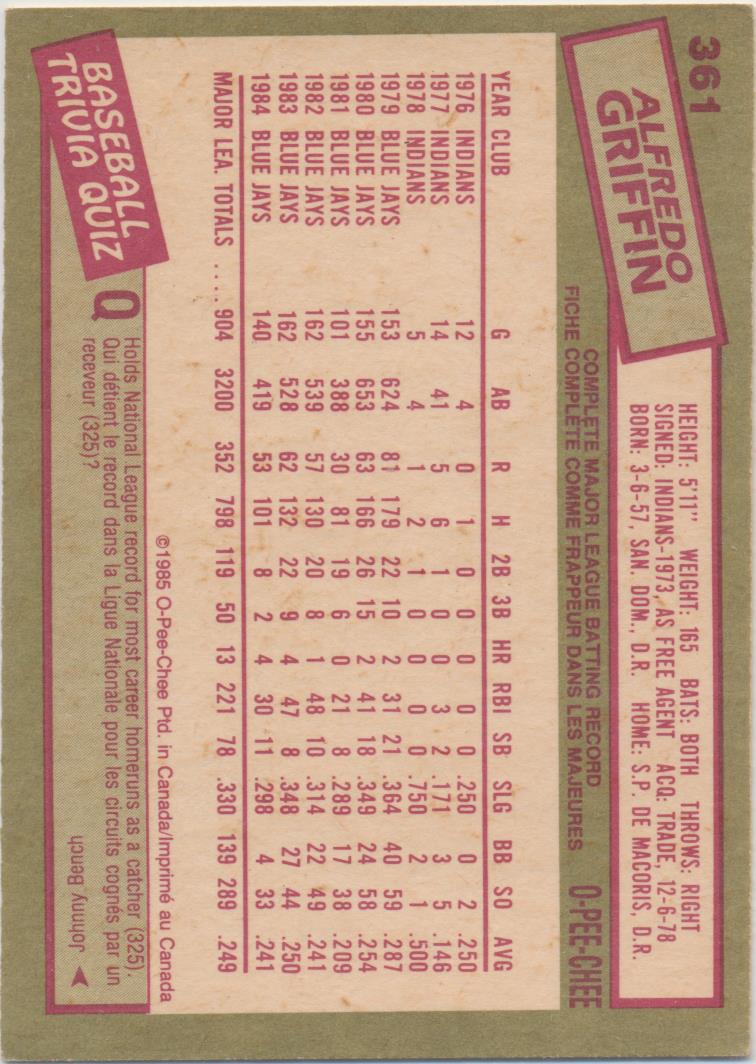 361
ALFREDO
GRIFFIN
HEIGHT: 5'11" WEIGHT: 165 BATS: BOTH THROWS: RIGHT
SIGNED: INDIANS-1973, AS FREE AGENT ACQ: TRADE, 12-6-78
BORN: 3-6-57, SAN. DOM., D.R. HOME: S.P. DE MACORIS, D.R.
COMPLETE MAJOR LEAGUE BATTING RECORD
FICHE COMPLÈTE COMME FRAPPEUR DANS LES MAJEURES
O-PEE-CHEE
YEAR CLUB G AB R H 2B 3B HR RBI SB SLG BB SO AVG
1976 INDIANS 12 4 0 1 0 0 0 0 0 .250 0 2 .250
1977 INDIANS 14 41 5 6 1 0 0 3 2 .171 3 5 .146
1978 INDIANS 5 4 1 2 1 0 0 0 0 .750 2 1 .500
1979 BLUE JAYS 153 624 81 179 22 10 2 31 21 .364 40 59 .287
1980 BLUE JAYS 155 653 63 166 26 15 2 41 18 .349 24 58 .254
1981 BLUE JAYS 101 388 30 81 19 6 0 21 8 .289 17 38 .209
1982 BLUE JAYS 162 539 57 130 20 8 1 48 10 .314 22 49 .241
1983 BLUE JAYS 162 528 62 132 22 9 4 47 8 .348 27 44 .250
1984 BLUE JAYS 140 419 53 101 8 2 4 30 11 .298 4 33 .241
MAJOR LEA. TOTALS ..... 904 3200 352 798 119 50 13 221 78 .330 139 289 .249
©1985 O-Pee-Chee Ptd. in Canada/Imprimé au Canada
BASEBALL
TRIVIA QUIZ
Q
Holds National League record for most career homeruns as a catcher (325).
Qui détient le record dans la Ligue Nationale pour les circuits cognés par un
receveur (325)?
Johnny Bench